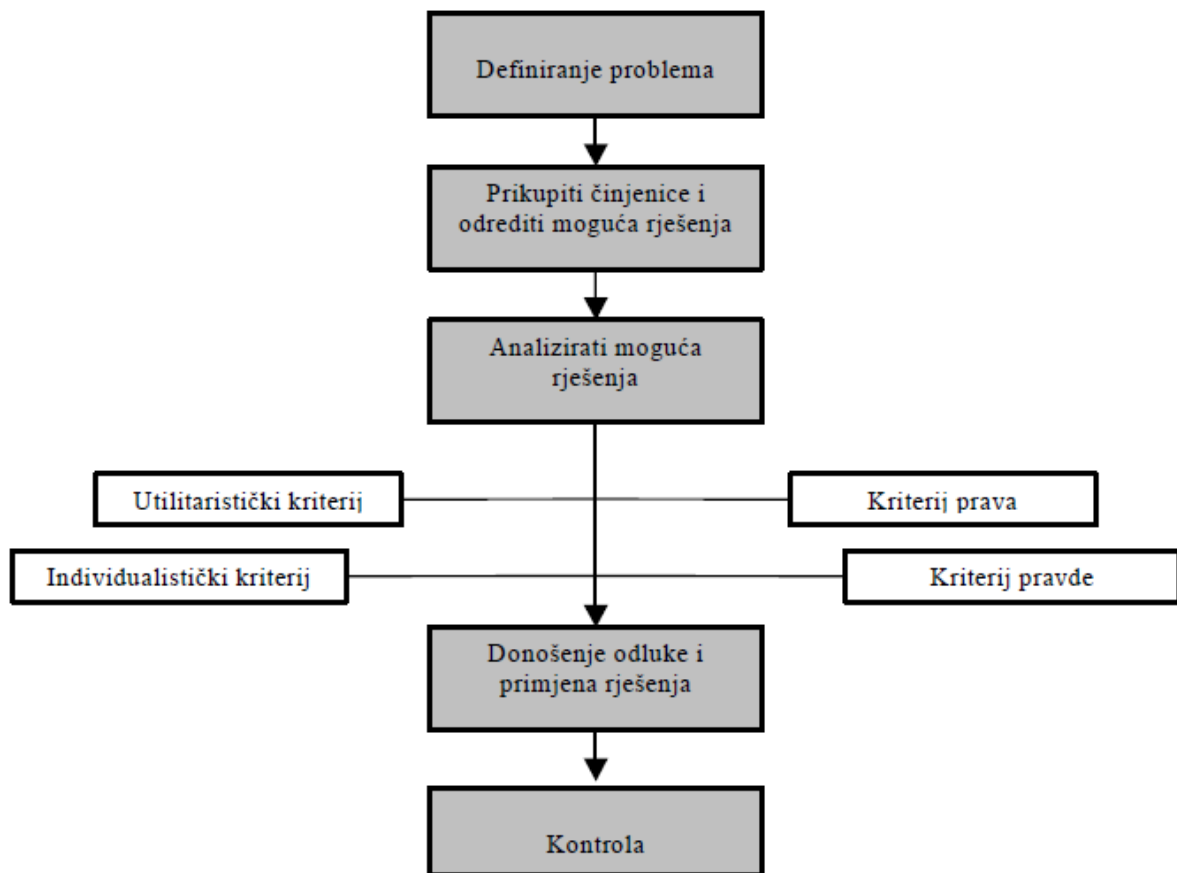 Definiranje problema
Prikupiti činjenice i
odrediti moguća rješenja
Analizirati moguća
rješenja
Utilitaristički kriterij
Kriterij prava
Individualistički kriterij
Kriterij pravde
Donošenje odluke i
primjena rješenja
Kontrola